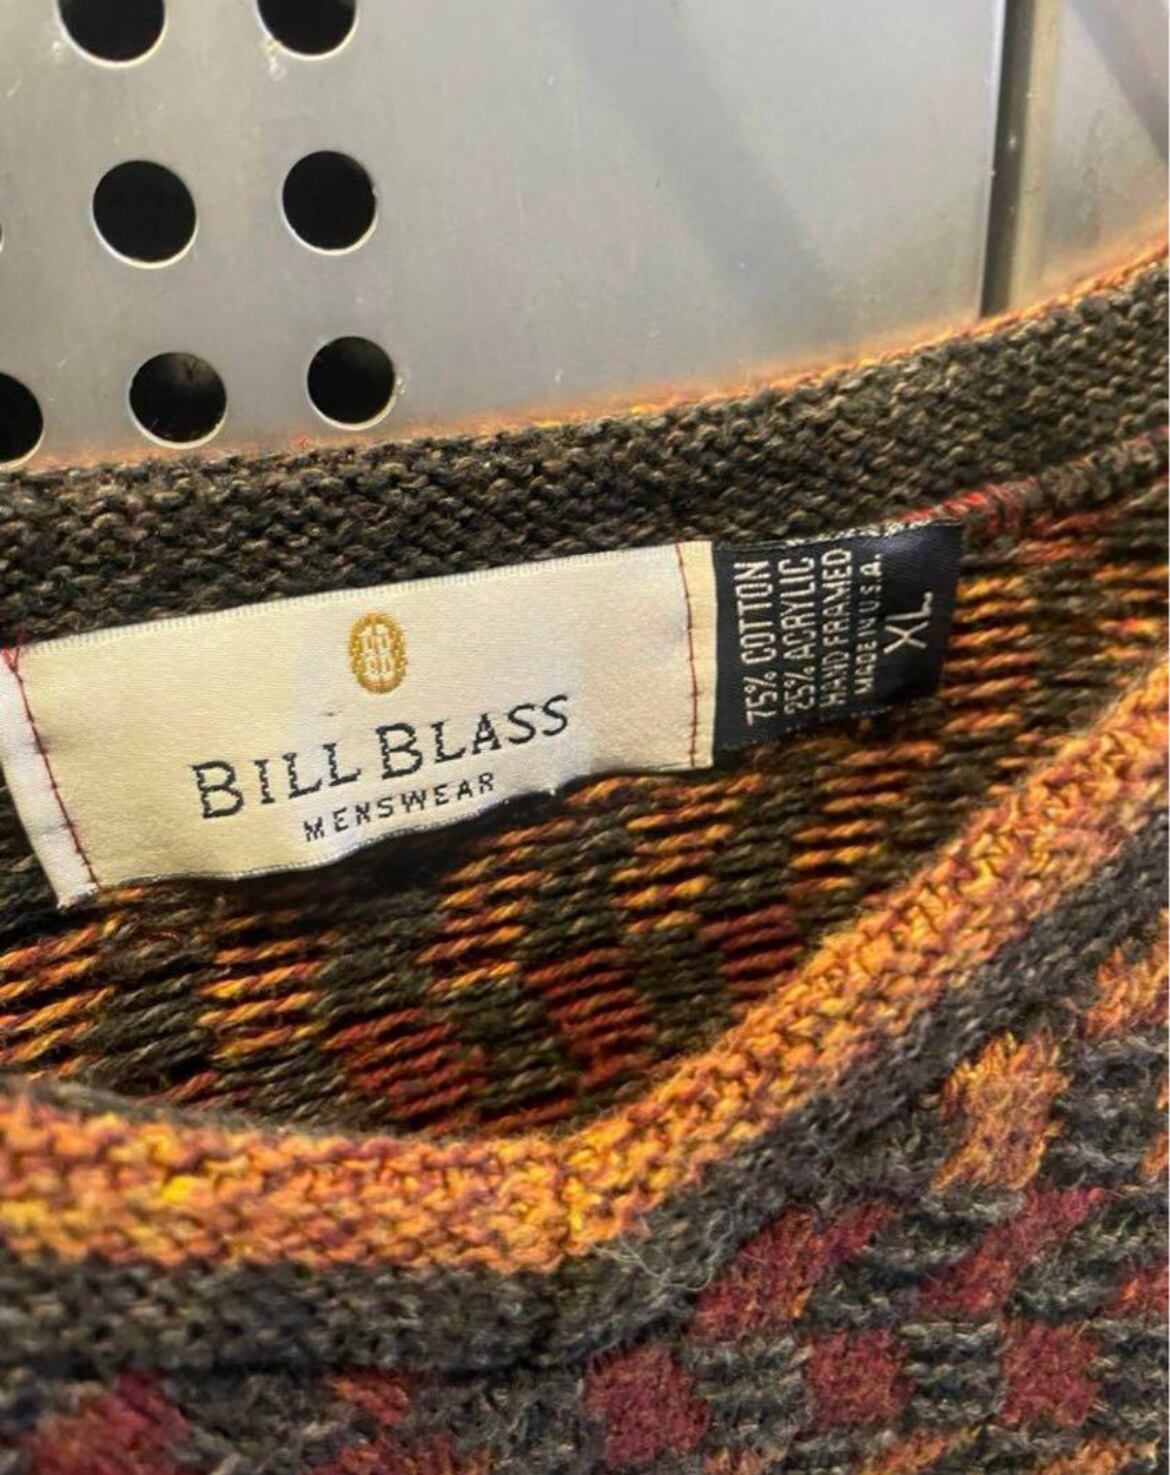 BILL BLASS
MENSWEAR
75% COTTON
25% ACRYLIC
HAND FRAMED
MADE IN U.S.A.
XL